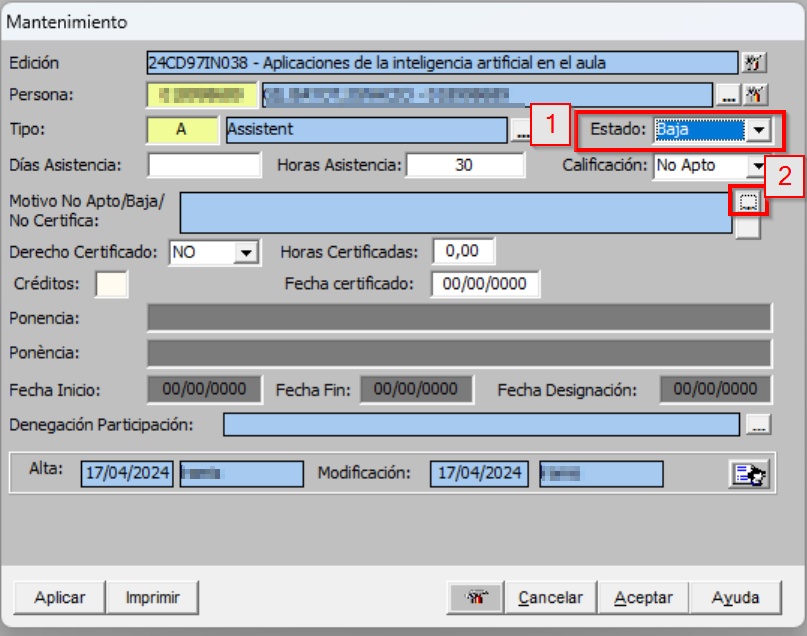 Mantenimiento
Edición 24CD97IN038 - Aplicaciones de la inteligencia artificial en el aula
Persona: ...
Tipo: A Assistent ... 1 Estado: Baja
Días Asistencia: Horas Asistencia: 30 Calificación: No Apto
2
Motivo No Apto/Baja/
No Certifica:
Derecho Certificado: NO Horas Certificadas: 0,00
Créditos: Fecha certificado: 00/00/0000
Ponencia:
Ponència:
Fecha Inicio: 00/00/0000 Fecha Fin: 00/00/0000 Fecha Designación: 00/00/0000
Denegación Participación: ...
Alta: 17/04/2024 Modificación: 17/04/2024
Aplicar Imprimir Cancelar Aceptar Ayuda